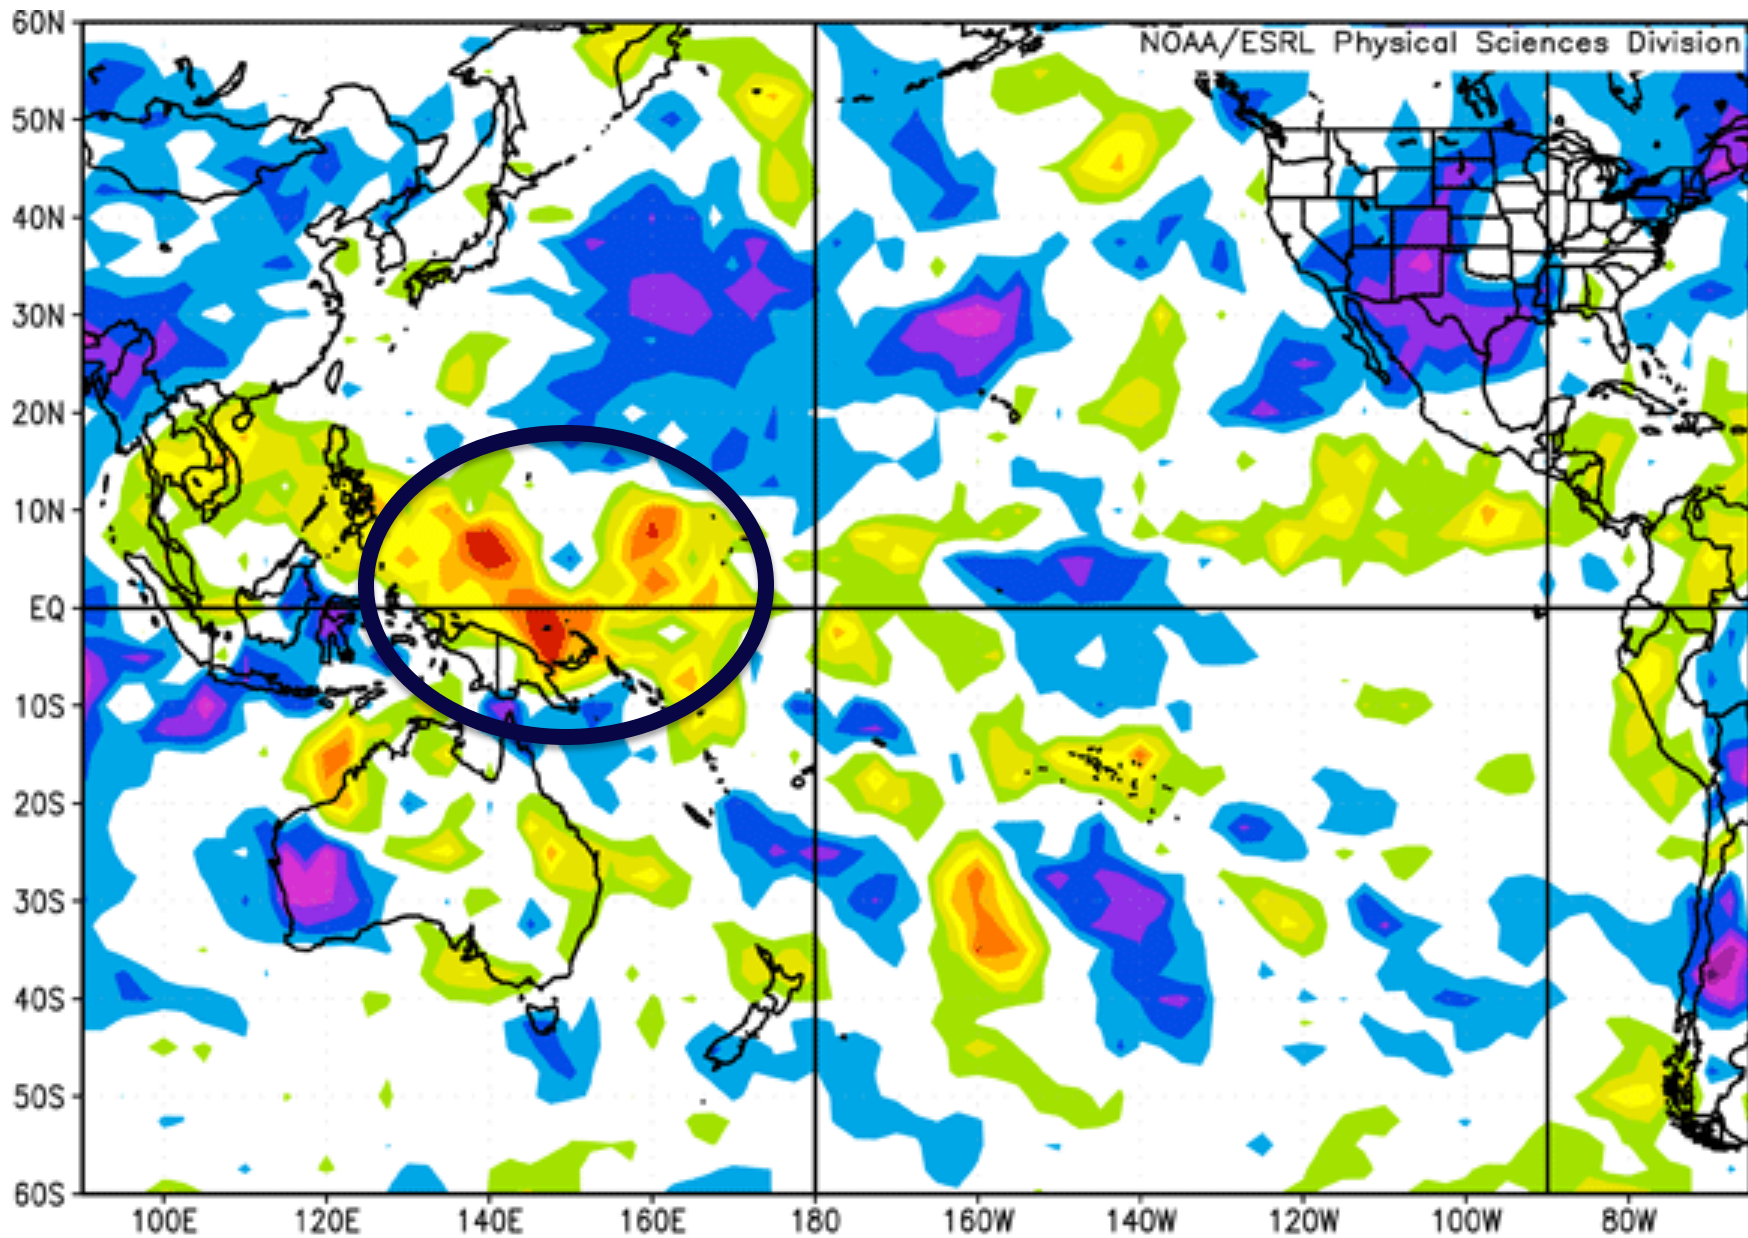 NOAA/ESRL Physical Sciences Division
60N
50N
40N
30N
20N
10N
EQ
10S
20S
30S
40S
50S
60S
100E 120E 140E 160E 180 160W 140W 120W 100W 80W